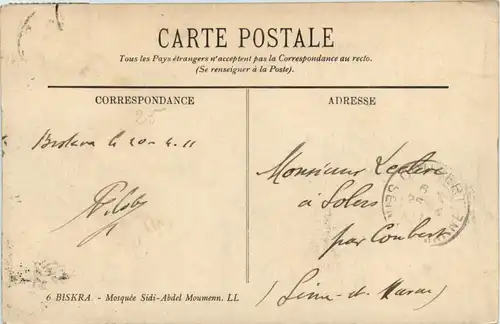 CARTE POSTALE
Tous les Pays étrangers n'acceptent pas la Correspondance au recto.
(Se renseigner à la Poste).
CORRESPONDANCE
ADRESSE
25
Biskra le 20 - 4 - 11
Monsieur Leclerc
à Solers
par Coubert
(Seine-et-Marne)
6 BISKRA. - Mosquée Sidi-Abdel Moumenn. LL